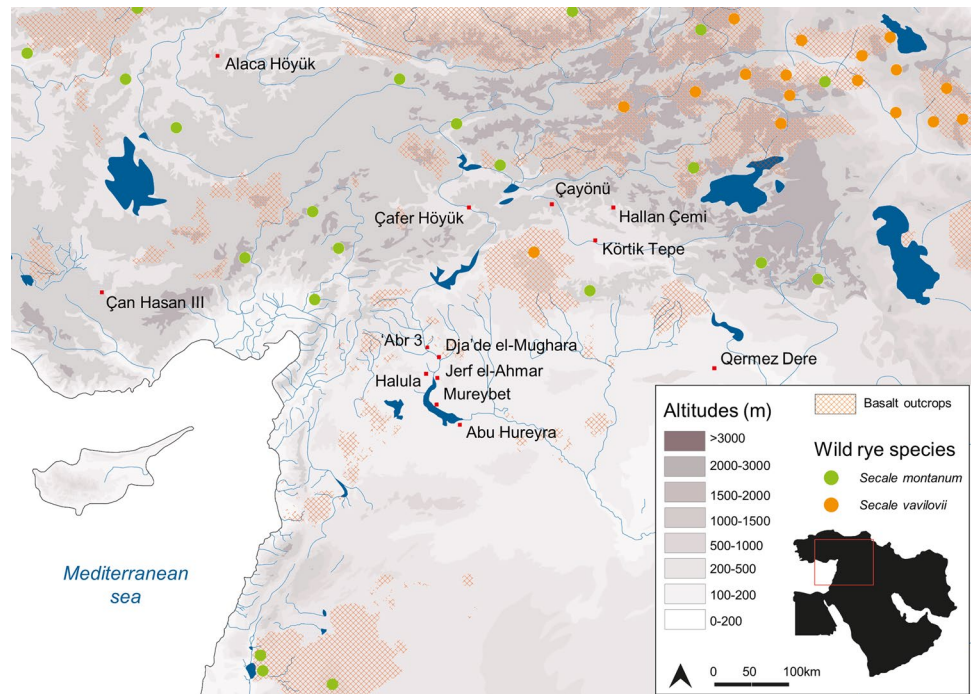 Alaca Höyük
Çayönü
Çafer Höyük
Hallan Çemi
Körtik Tepe
Çan Hasan III
'Abr 3
Dja'de el-Mughara
Qermez Dere
Halula
Jerf el-Ahmar
Mureybet
Abu Hureyra
Mediterranean
sea
Altitudes (m)
>3000
2000-3000
1500-2000
1000-1500
500-1000
200-500
100-200
0-200
Basalt outcrops
Wild rye species
Secale montanum
Secale vavilovii
0 50 100km